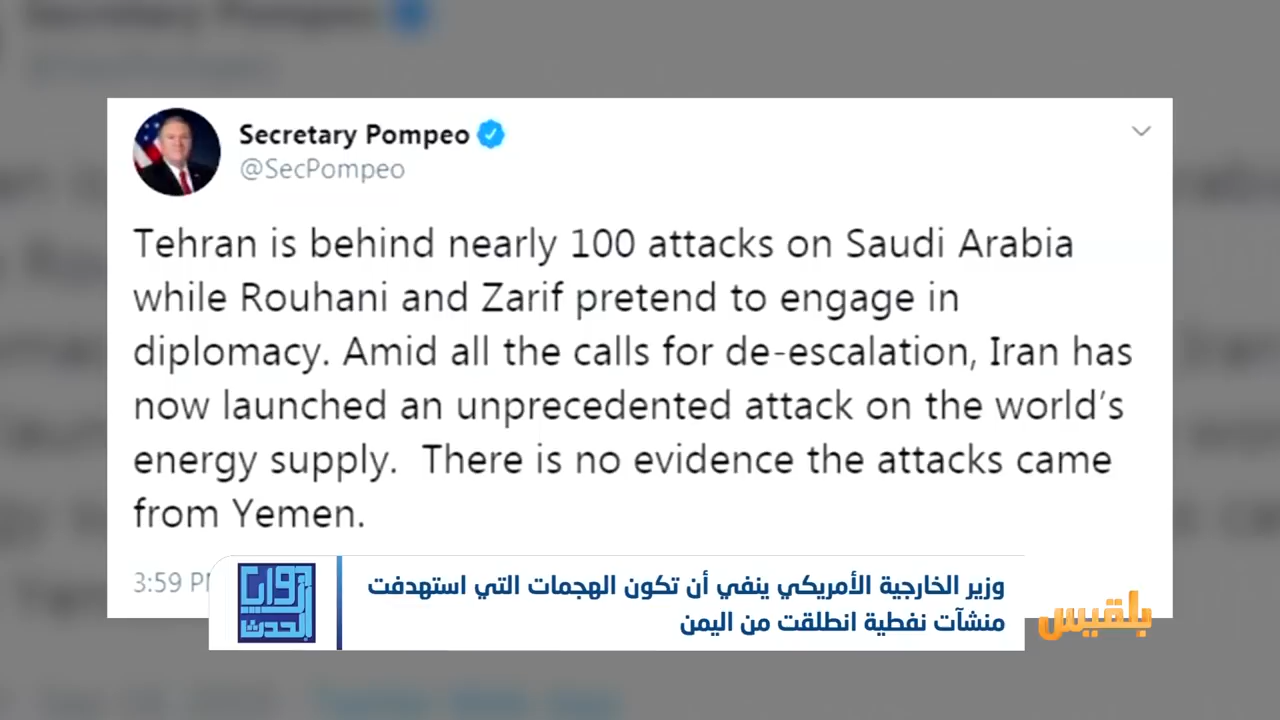 Secretary Pompeo
@SecPompeo
Tehran is behind nearly 100 attacks on Saudi Arabia
while Rouhani and Zarif pretend to engage in
diplomacy. Amid all the calls for de-escalation, Iran has
now launched an unprecedented attack on the world’s
energy supply.  There is no evidence the attacks came
from Yemen.
3:59
وزير الخارجية الأمريكي ينفي أن تكون الهجمات التي استهدفت
منشآت نفطية انطلقت من اليمن
بلقيس